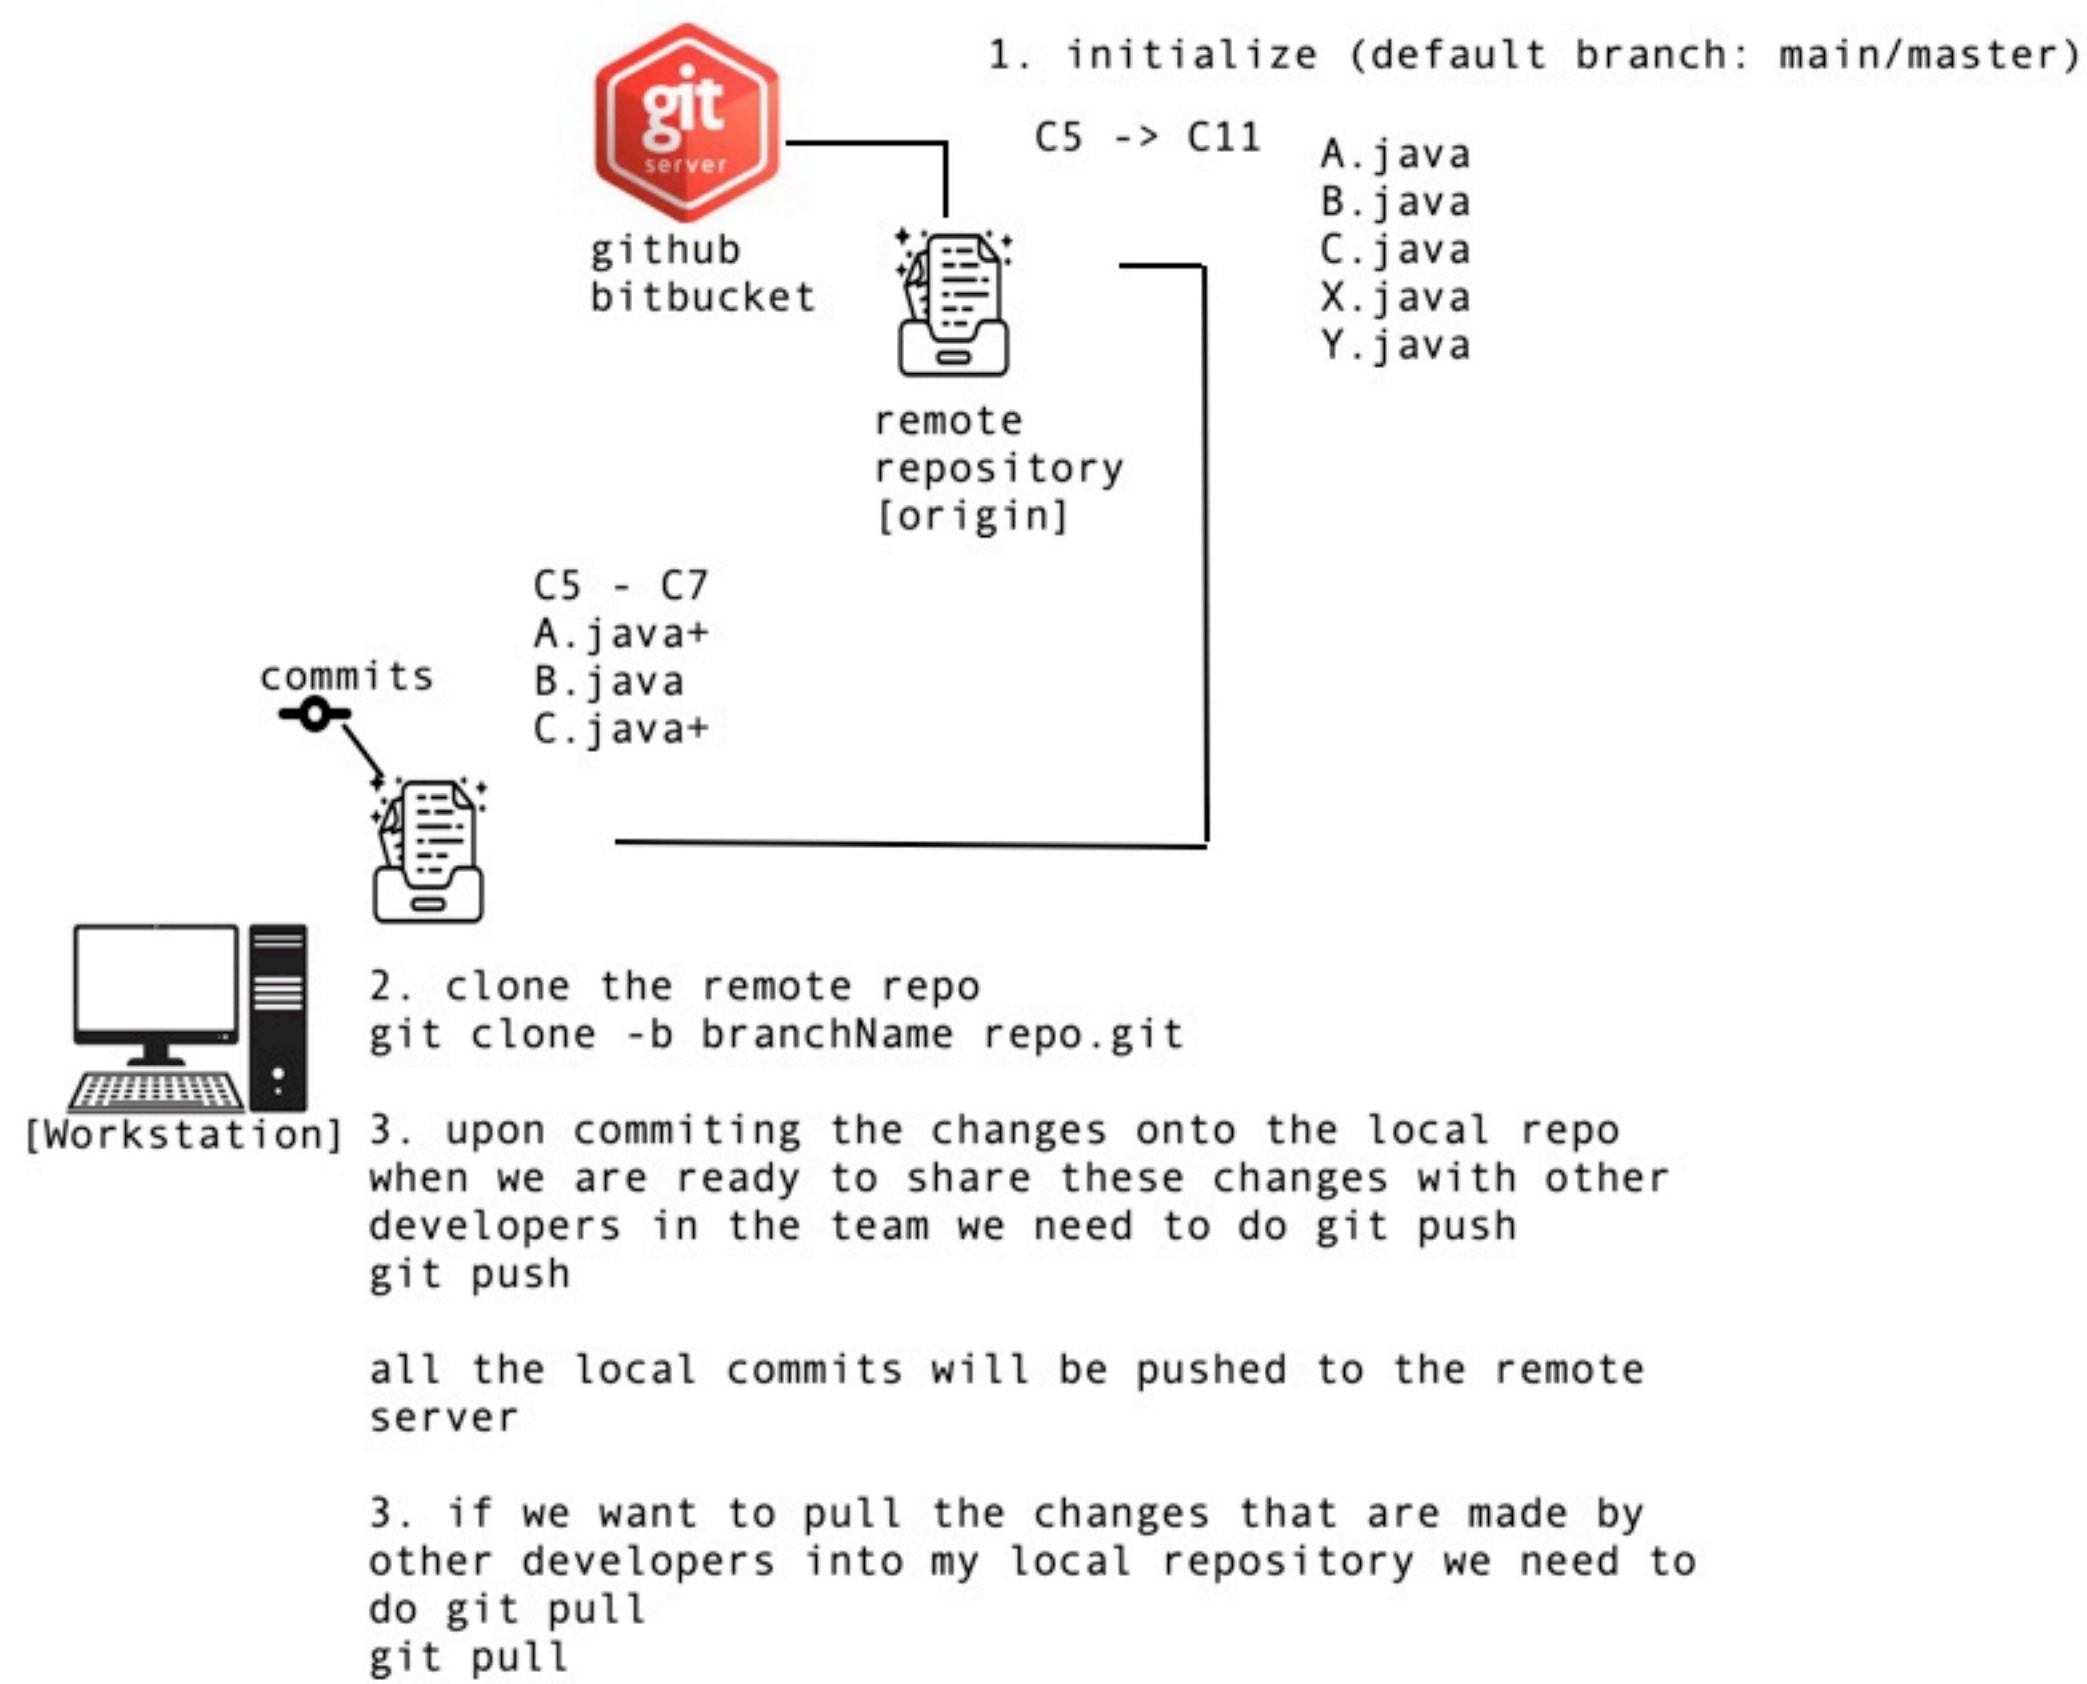 1. initialize (default branch: main/master)
git
server
C5 -> C11
A.java
B.java
C.java
X.java
Y.java
github
bitbucket
remote
repository
[origin]
C5 - C7
A.java+
B.java
C.java+
commits
[Workstation]
2. clone the remote repo
git clone -b branchName repo.git
3. upon commiting the changes onto the local repo
when we are ready to share these changes with other
developers in the team we need to do git push
git push
all the local commits will be pushed to the remote
server
3. if we want to pull the changes that are made by
other developers into my local repository we need to
do git pull
git pull